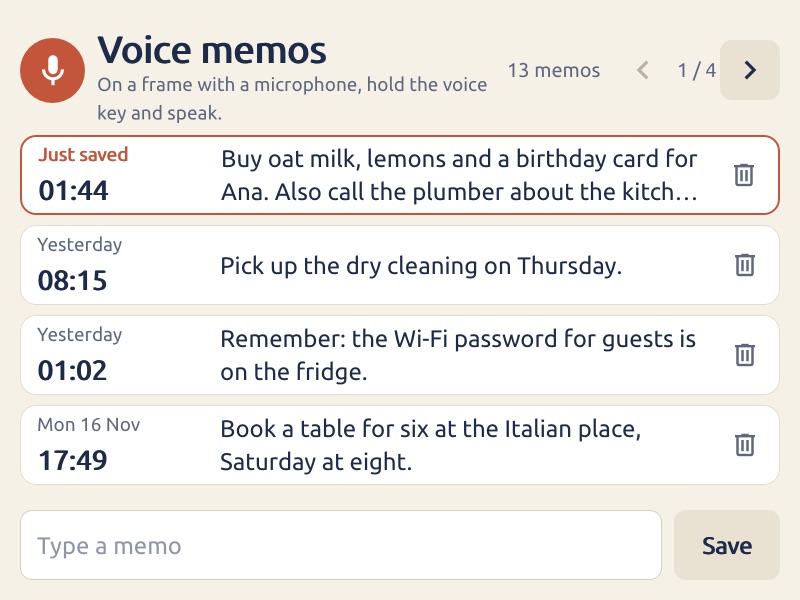 Voice memos
On a frame with a microphone, hold the voice
key and speak.
13 memos
1 / 4
Just saved
01:44
Buy oat milk, lemons and a birthday card for
Ana. Also call the plumber about the kitch…
Yesterday
08:15
Pick up the dry cleaning on Thursday.
Yesterday
01:02
Remember: the Wi-Fi password for guests is
on the fridge.
Mon 16 Nov
17:49
Book a table for six at the Italian place,
Saturday at eight.
Type a memo
Save